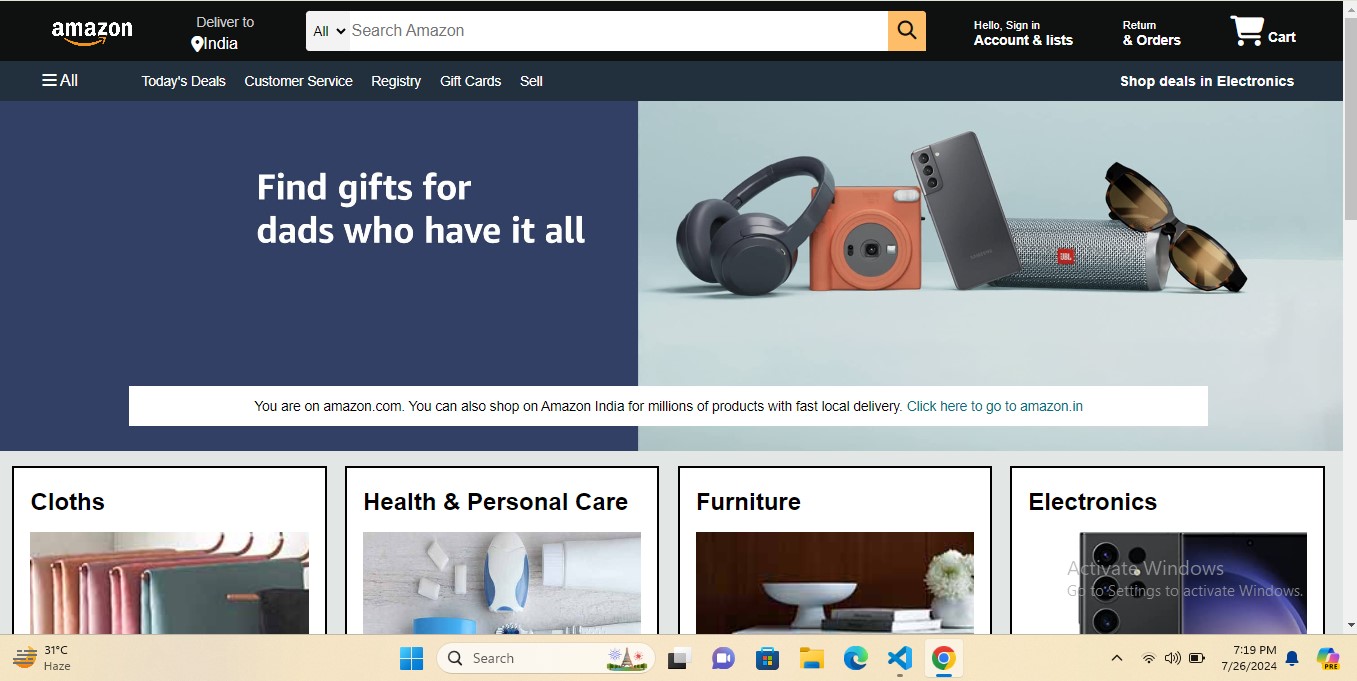 amazon
Deliver to
India
All
Search Amazon
Hello, Sign in
Account & lists
Retum
& Orders
Cart
All
Today's Deals
Customer Service
Registry
Gift Cards
Sell
Shop deals in Electronics
Find gifts for
dads who have it all
SAMSUNG
JBL
You are on amazon.com. You can also shop on Amazon India for millions of products with fast local delivery. Click here to go to amazon.in
Cloths
Health & Personal Care
Furniture
Electronics
Activate Windows
Go to Settings to activate Windows.
31°C
Haze
Search
7:19 PM
7/26/2024
PRE